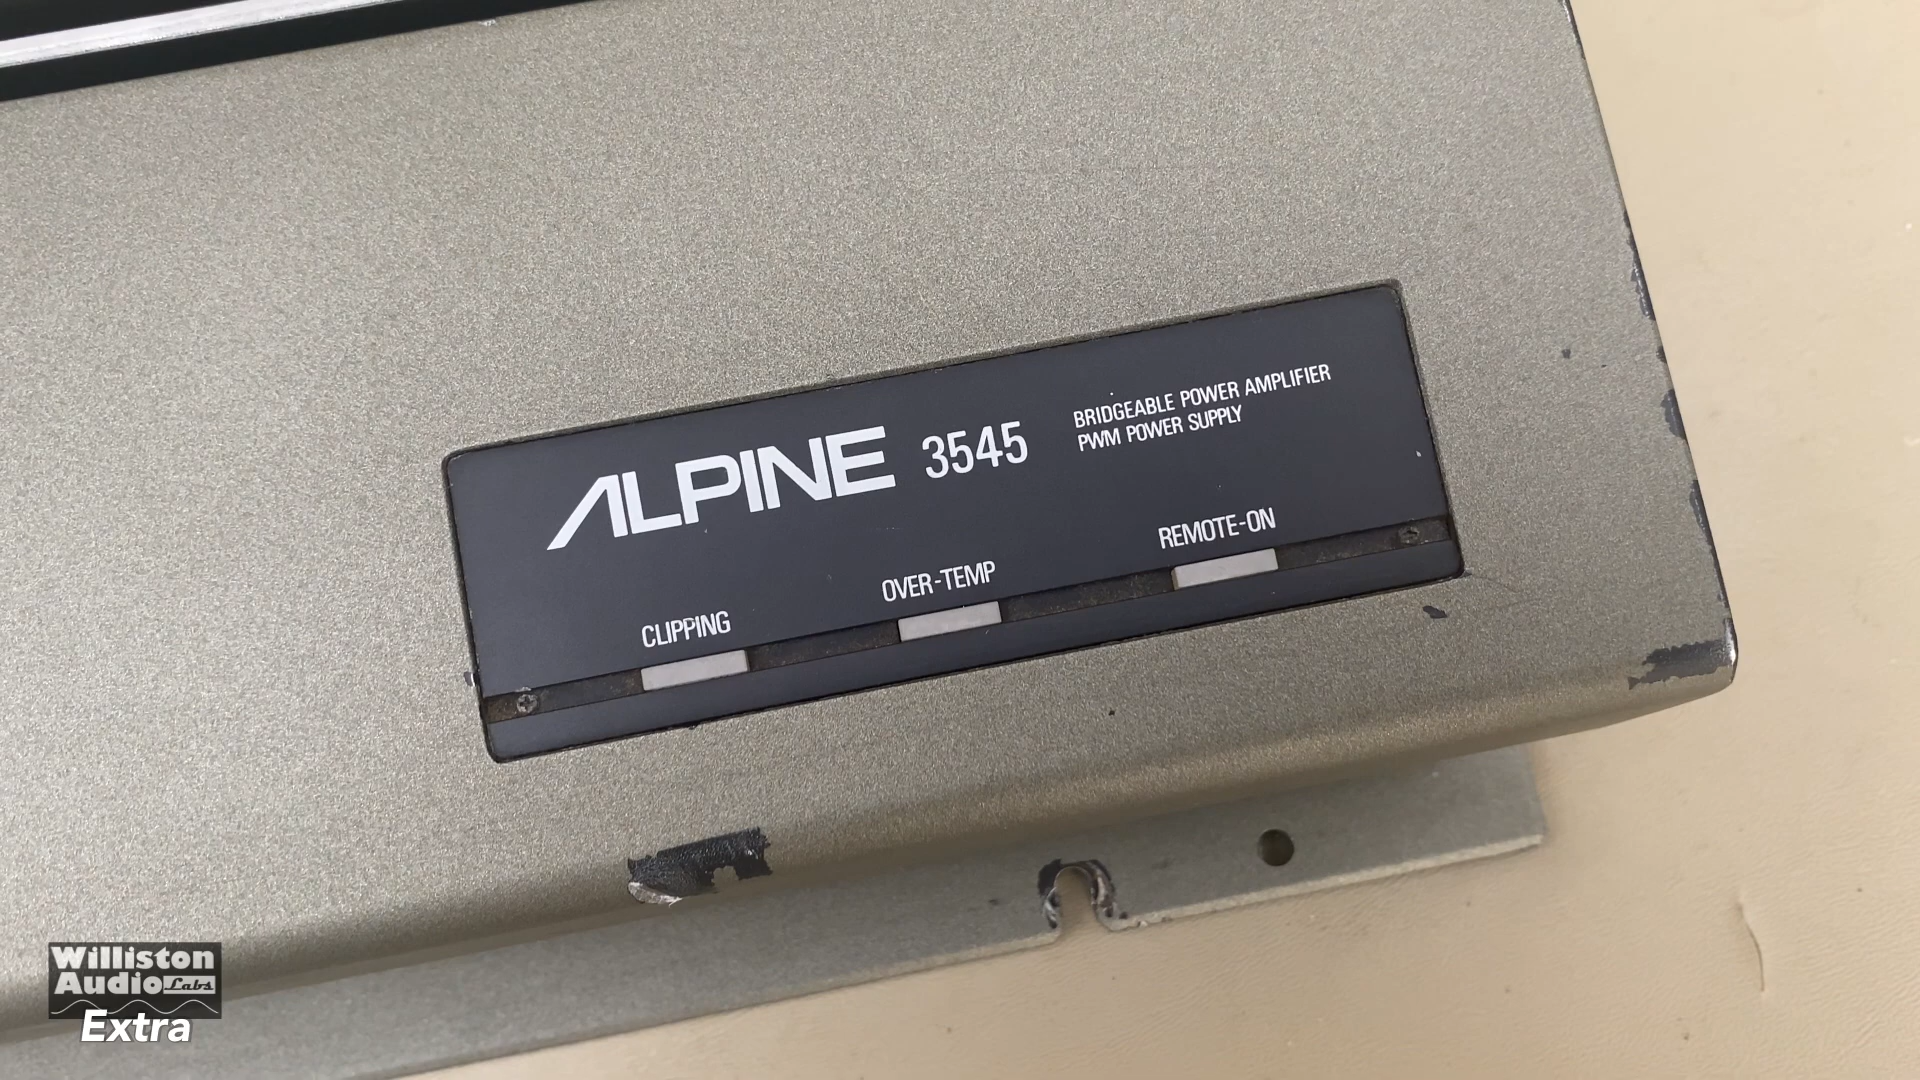 ALPINE 3545
BRIDGEABLE POWER AMPLIFIER
PWM POWER SUPPLY
CLIPPING
OVER-TEMP
REMOTE-ON
Williston
Audio Labs
Extra